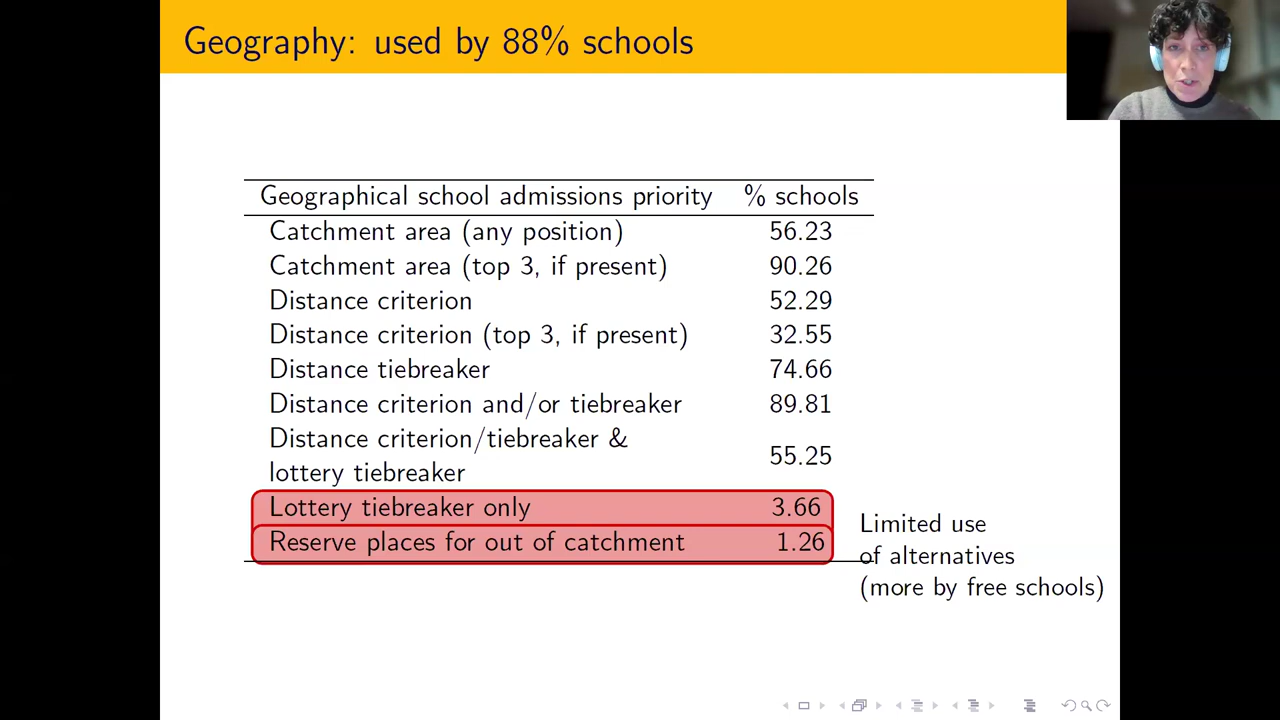 Geography: used by 88% schools
Geographical school admissions priority % schools
Catchment area (any position) 56.23
Catchment area (top 3, if present) 90.26
Distance criterion 52.29
Distance criterion (top 3, if present) 32.55
Distance tiebreaker 74.66
Distance criterion and/or tiebreaker 89.81
Distance criterion/tiebreaker &
lottery tiebreaker 55.25
Lottery tiebreaker only 3.66
Reserve places for out of catchment 1.26
Limited use
of alternatives
(more by free schools)